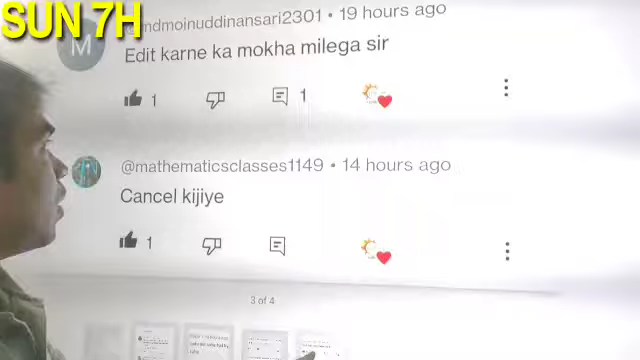 SUN 7H
@mdmoinuddinansari2301 • 19 hours ago
M
Edit karne ka mokha milega sir
1
1
@mathematicsclasses1149 • 14 hours ago
Cancel kijiye
1
3 of 4